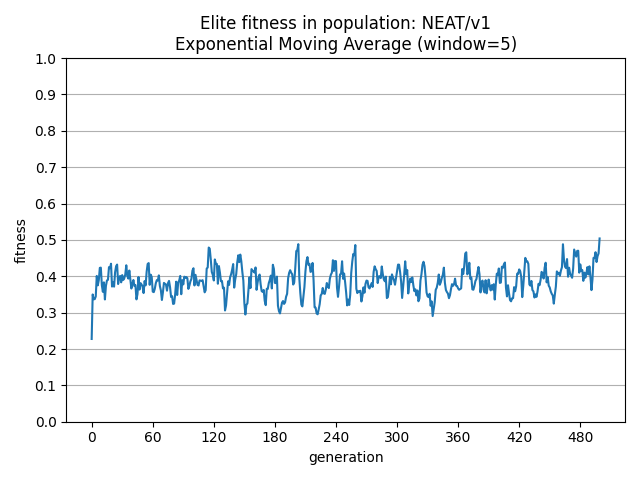 Elite fitness in population: NEAT/v1
Exponential Moving Average (window=5)
1.0
0.9
0.8
0.7
0.6
0.5
0.4
0.3
0.2
0.1
0.0
fitness
0 60 120 180 240 300 360 420 480
generation